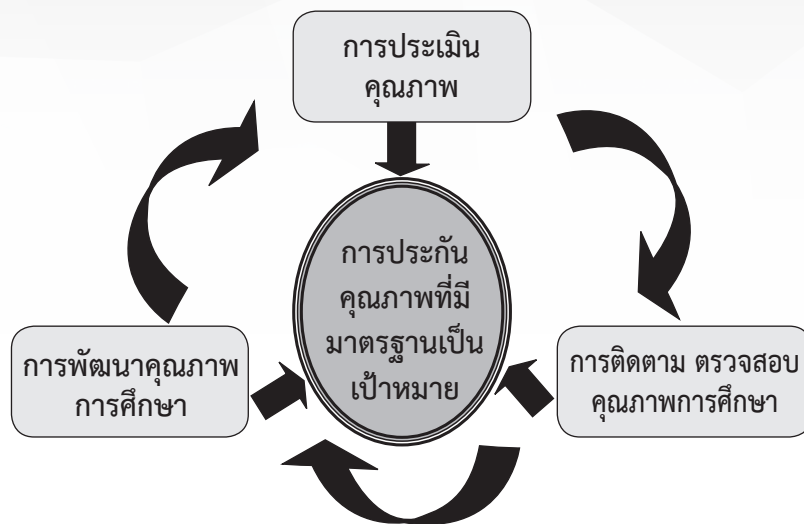 การประเมิน
คุณภาพ
การประกัน
คุณภาพที่มี
มาตรฐานเป็น
เป้าหมาย
การพัฒนาคุณภาพ
การศึกษา
การติดตาม ตรวจสอบ
คุณภาพการศึกษา